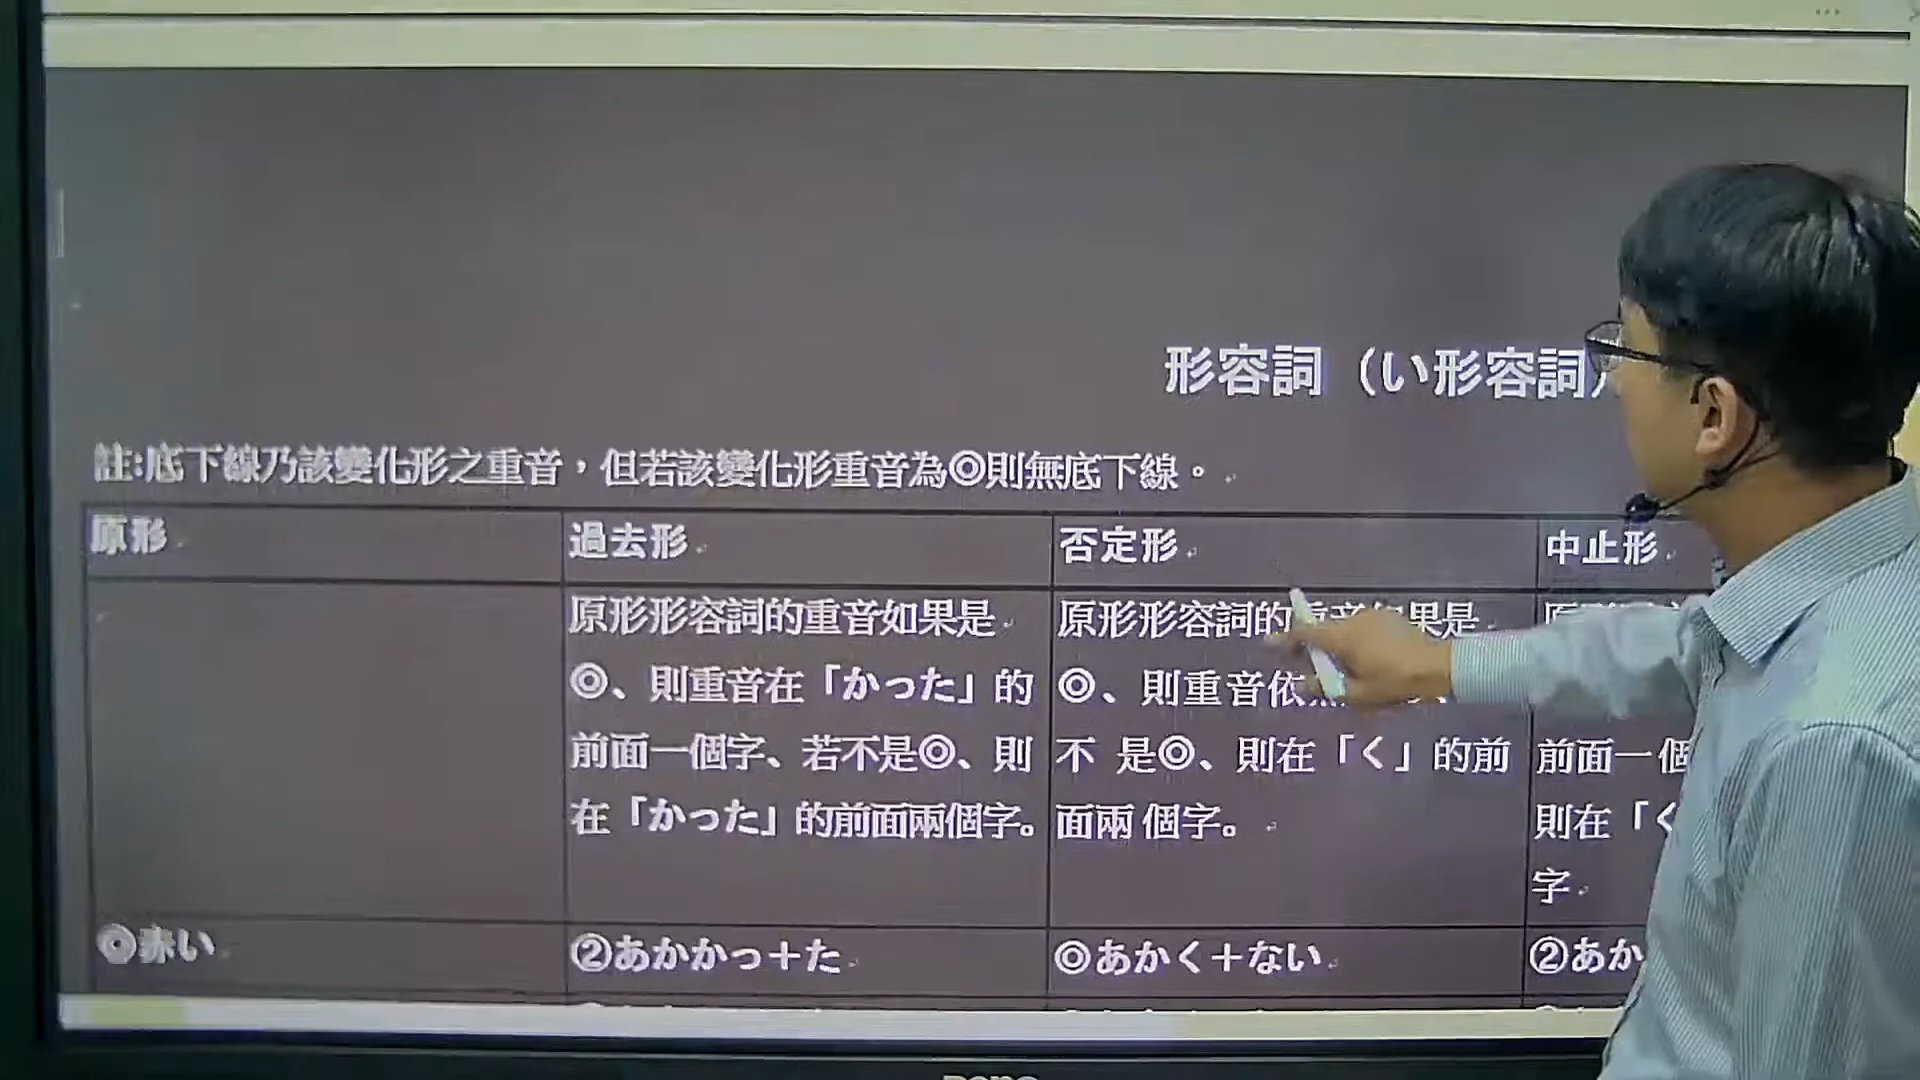 形容詞（い形容詞）
註:底下線乃該變化形之重音，但若該變化形重音為◎則無底下線。
原形
過去形
否定形
中止形
原形形容詞的重音如果是
◎、則重音在「かった」的
前面一個字、若不是◎、則
在「かった」的前面兩個字。
原形形容詞的重音如果是
◎、則重音依
不 是◎、則在「く」的前
面兩個字。
前面一個
則在「く
字
◎赤い
②あかかっ＋た
◎あかく＋ない
②あか